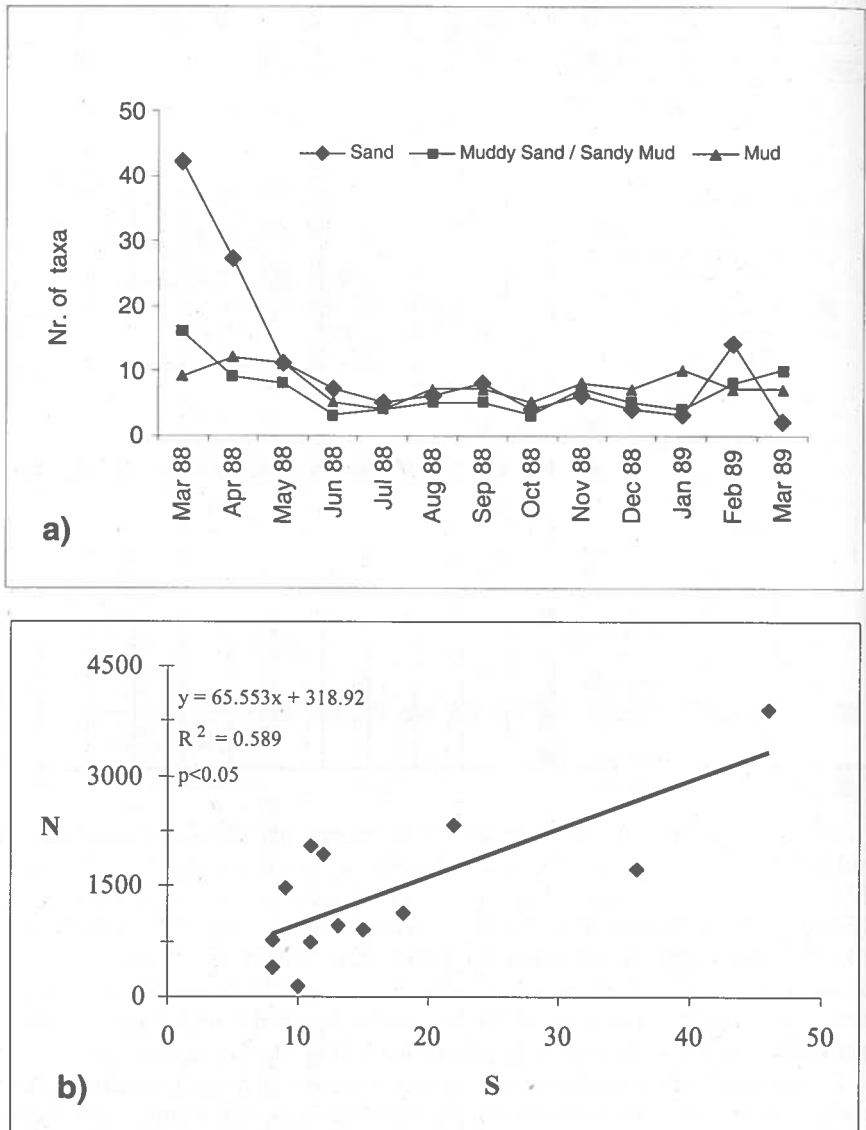 50
40
30
20
10
0
Nr. of taxa
Sand Muddy Sand / Sandy Mud Mud
Mar 88
Apr 88
May 88
Jun 88
Jul 88
Aug 88
Sep 88
Oct 88
Nov 88
Dec 88
Jan 89
Feb 89
Mar 89
a)
4500
3000
1500
0
N
y = 65.553x + 318.92
R² = 0.589
p<0.05
0 10 20 30 40 50
S
b)